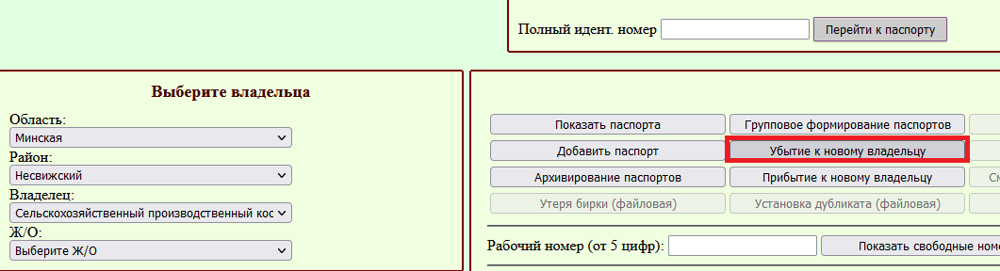 Полный идент. номер Перейти к паспорту
Выберите владельца
Область:
Минская
Район:
Несвижский
Владелец:
Сельскохозяйственный производственный кос
Ж/О:
Выберите Ж/О
Показать паспорта Групповое формирование паспортов
Добавить паспорт Убытие к новому владельцу
Архивирование паспортов Прибытие к новому владельцу См
Утеря бирки (файловая) Установка дубликата (файловая)
Рабочий номер (от 5 цифр): Показать свободные номе